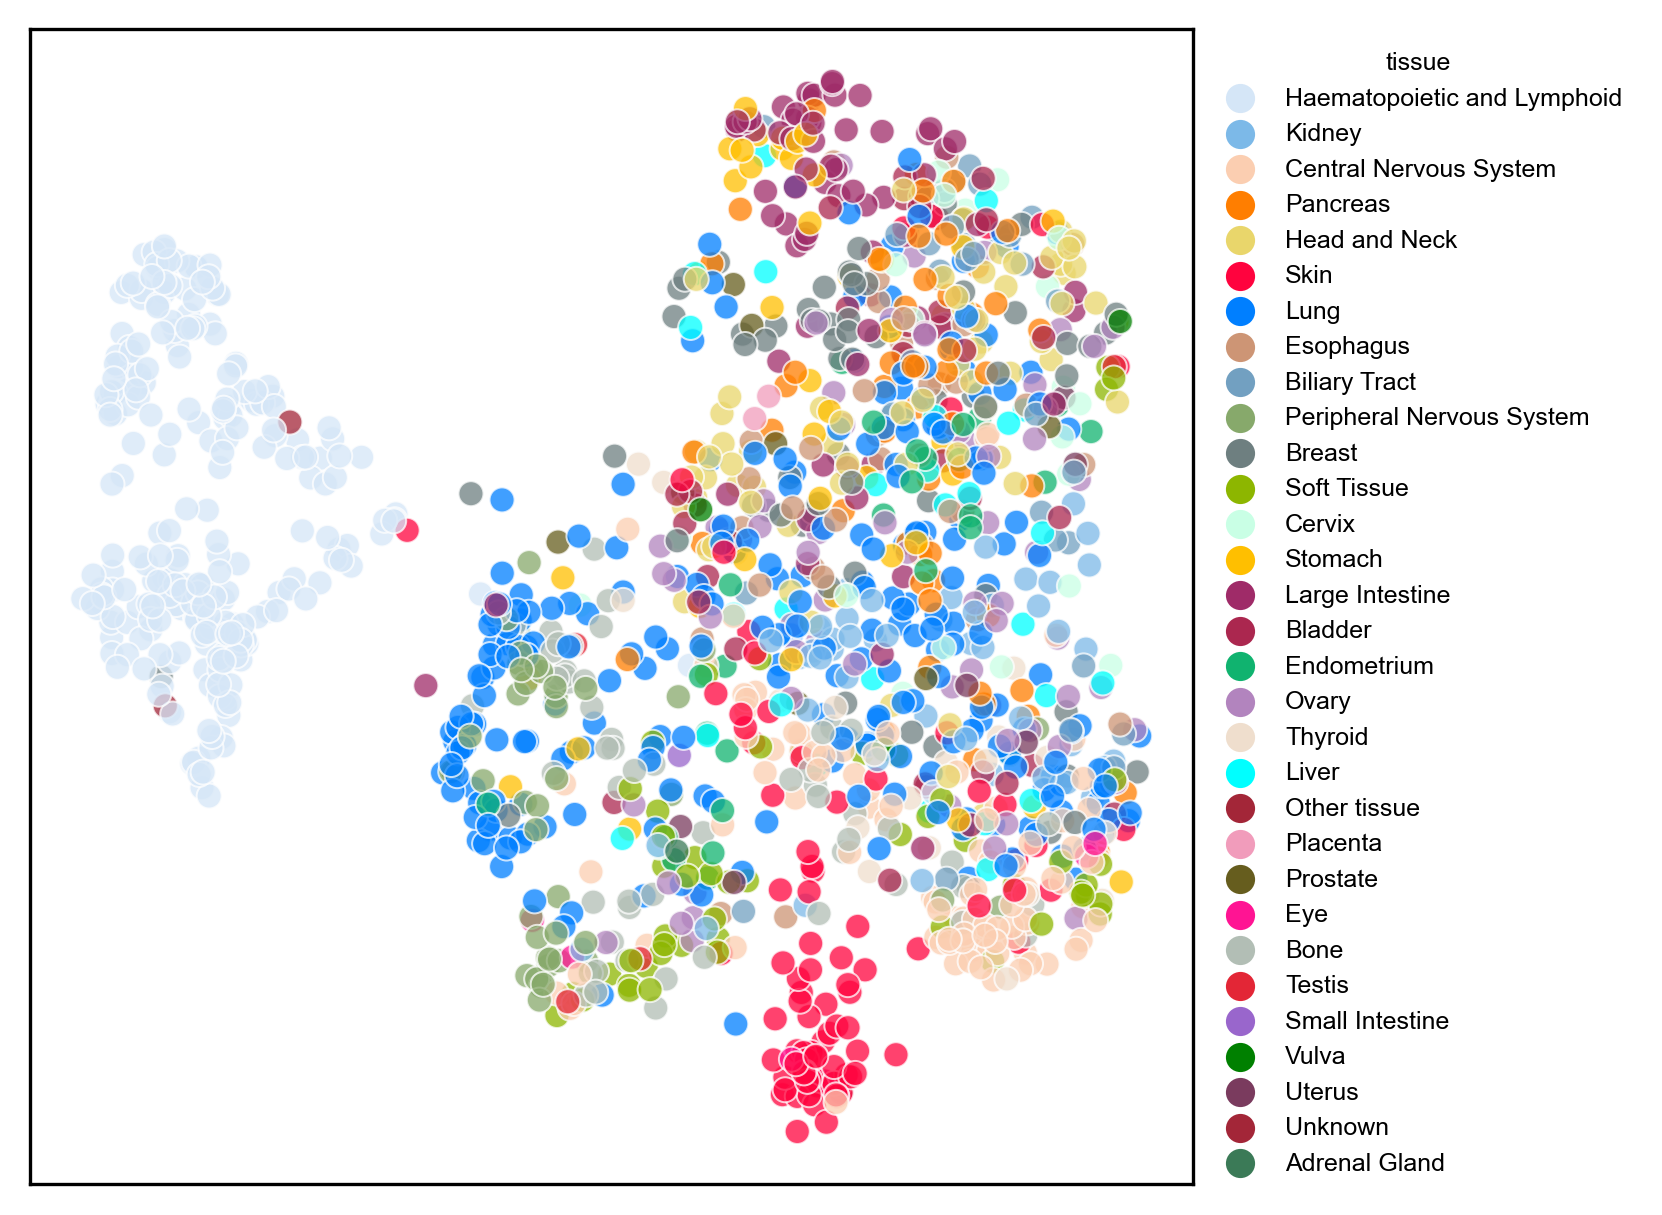 tissue
Haematopoietic and Lymphoid
Kidney
Central Nervous System
Pancreas
Head and Neck
Skin
Lung
Esophagus
Biliary Tract
Peripheral Nervous System
Breast
Soft Tissue
Cervix
Stomach
Large Intestine
Bladder
Endometrium
Ovary
Thyroid
Liver
Other tissue
Placenta
Prostate
Eye
Bone
Testis
Small Intestine
Vulva
Uterus
Unknown
Adrenal Gland